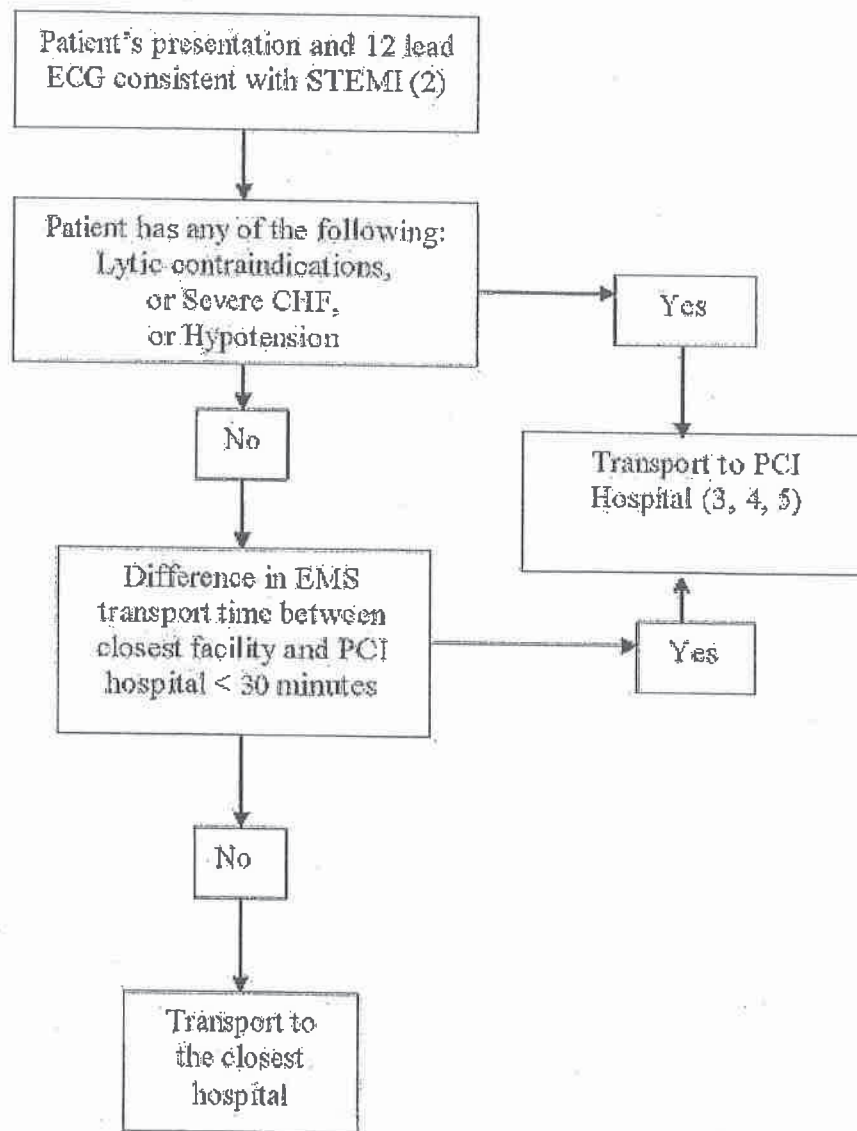 Patient's presentation and 12 lead
ECG consistent with STEMI (2)
Patient has any of the following:
Lytic contraindications,
or Severe CHF,
or Hypotension
Yes
No
Transport to PCI
Hospital (3, 4, 5)
Difference in EMS
transport time between
closest facility and PCI
hospital < 30 minutes
Yes
No
Transport to
the closest
hospital